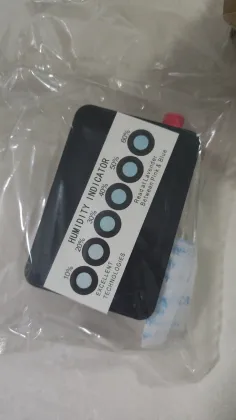 HUMIDITY INDICATOR
10%
20%
30%
40%
50%
60%
Read at Lavender
Between Pink & Blue
EXCELLENT
TECHNOLOGIES